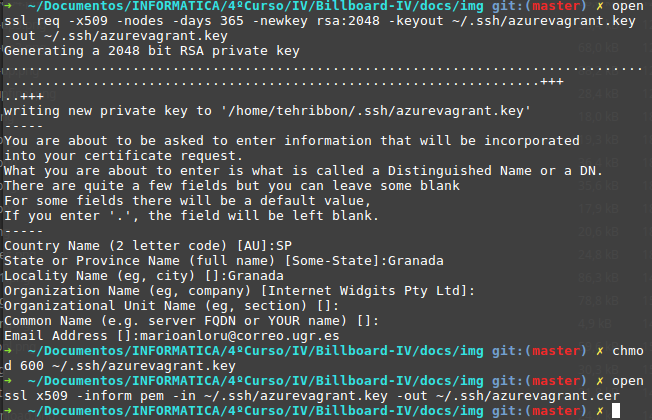 ➜  ~/Documentos/INFORMATICA/4ºCurso/IV/Billboard-IV/docs/img git:(master) ✗ open
ssl req -x509 -nodes -days 365 -newkey rsa:2048 -keyout ~/.ssh/azurevagrant.key
-out ~/.ssh/azurevagrant.key
Generating a 2048 bit RSA private key
................................................................................
...................................................................+++
..+++
writing new private key to '/home/tehribbon/.ssh/azurevagrant.key'
-----
You are about to be asked to enter information that will be incorporated
into your certificate request.
What you are about to enter is what is called a Distinguished Name or a DN.
There are quite a few fields but you can leave some blank
For some fields there will be a default value,
If you enter '.', the field will be left blank.
-----
Country Name (2 letter code) [AU]:SP
State or Province Name (full name) [Some-State]:Granada
Locality Name (eg, city) []:Granada
Organization Name (eg, company) [Internet Widgits Pty Ltd]:
Organizational Unit Name (eg, section) []:
Common Name (e.g. server FQDN or YOUR name) []:
Email Address []:marioanloru@correo.ugr.es
➜  ~/Documentos/INFORMATICA/4ºCurso/IV/Billboard-IV/docs/img git:(master) ✗ chmo
d 600 ~/.ssh/azurevagrant.key
➜  ~/Documentos/INFORMATICA/4ºCurso/IV/Billboard-IV/docs/img git:(master) ✗ open
ssl x509 -inform pem -in ~/.ssh/azurevagrant.key -out ~/.ssh/azurevagrant.cer
➜  ~/Documentos/INFORMATICA/4ºCurso/IV/Billboard-IV/docs/img git:(master) ✗